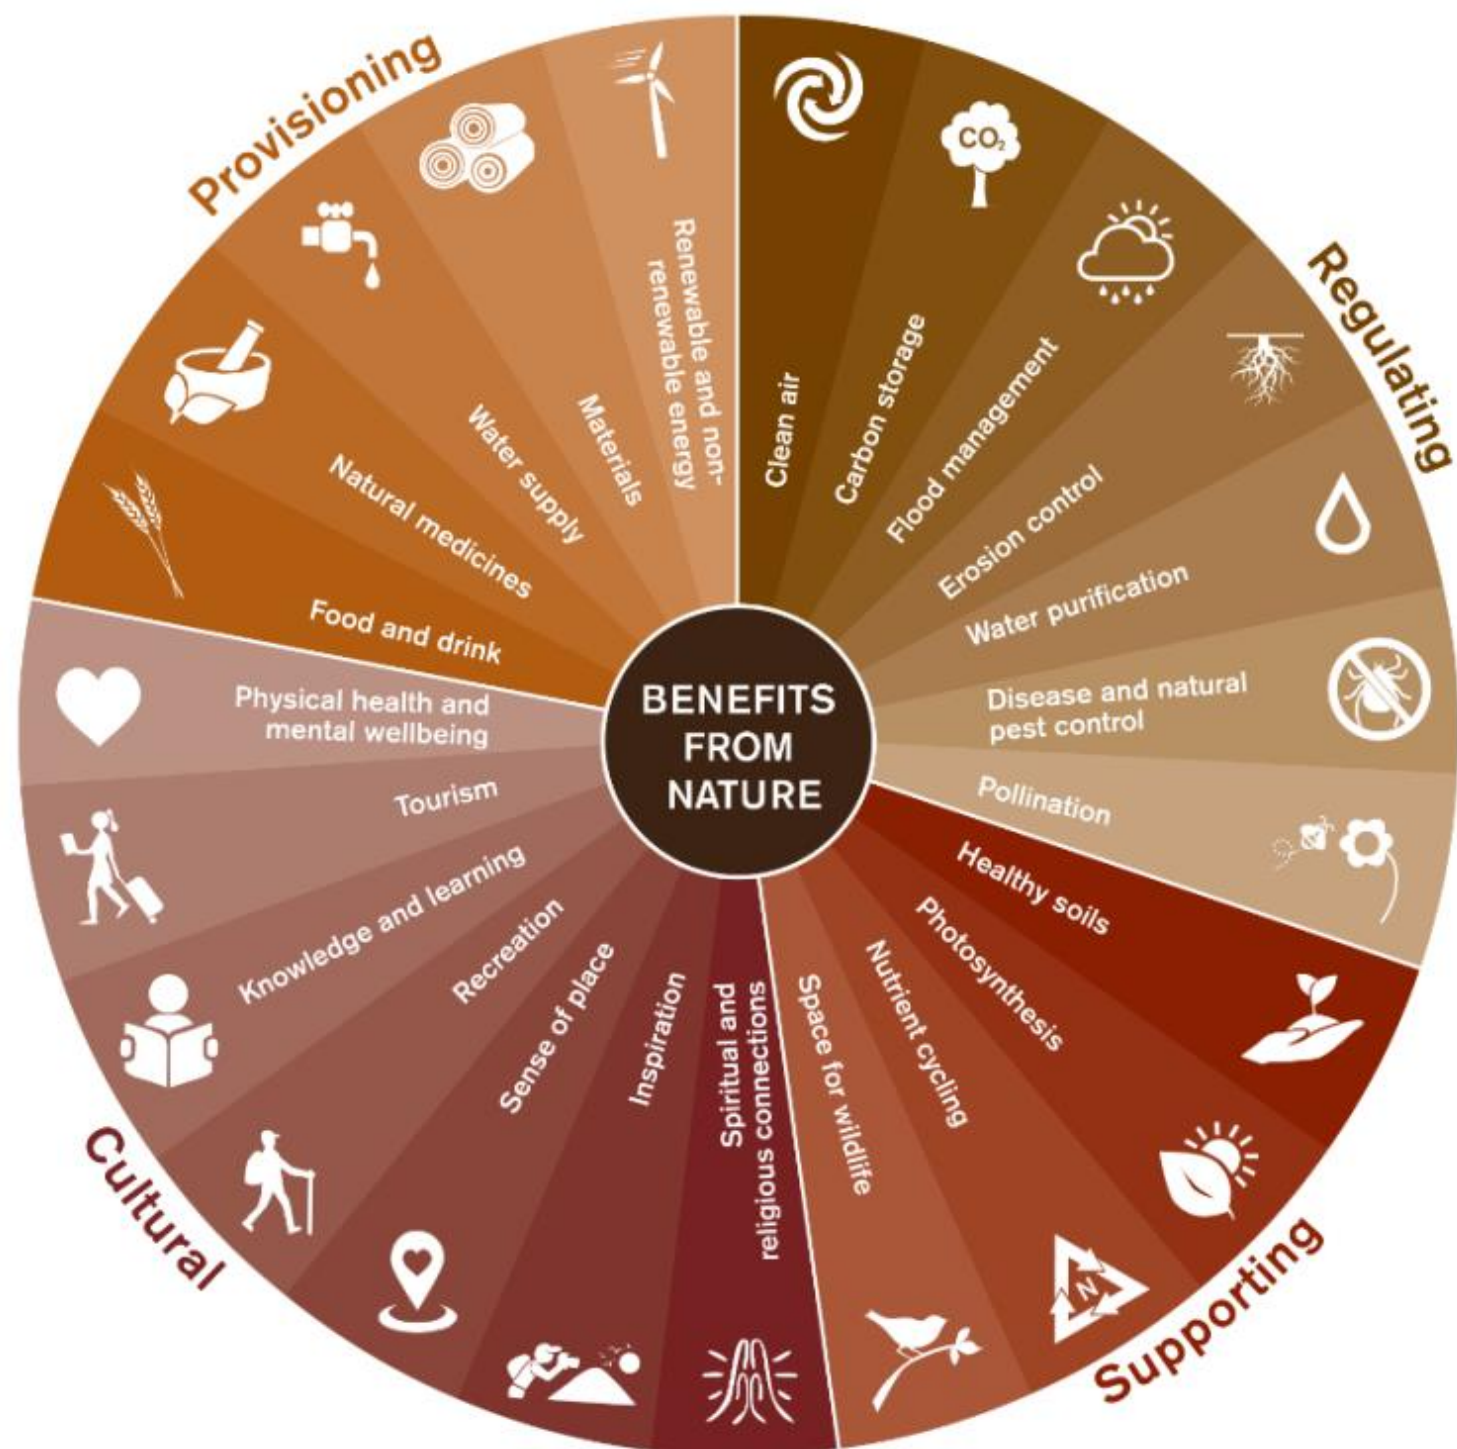 BENEFITS
FROM
NATURE
Regulating
Clean air
CO₂
Carbon storage
Flood management
Erosion control
Water purification
Disease and natural
pest control
Pollination
Supporting
Healthy soils
Photosynthesis
Nutrient cycling
N
Space for wildlife
Cultural
Spiritual and
religious connections
Inspiration
Sense of place
Recreation
Knowledge and learning
Tourism
Physical health and
mental wellbeing
Provisioning
Food and drink
Natural medicines
Water supply
Materials
Renewable and non-
renewable energy